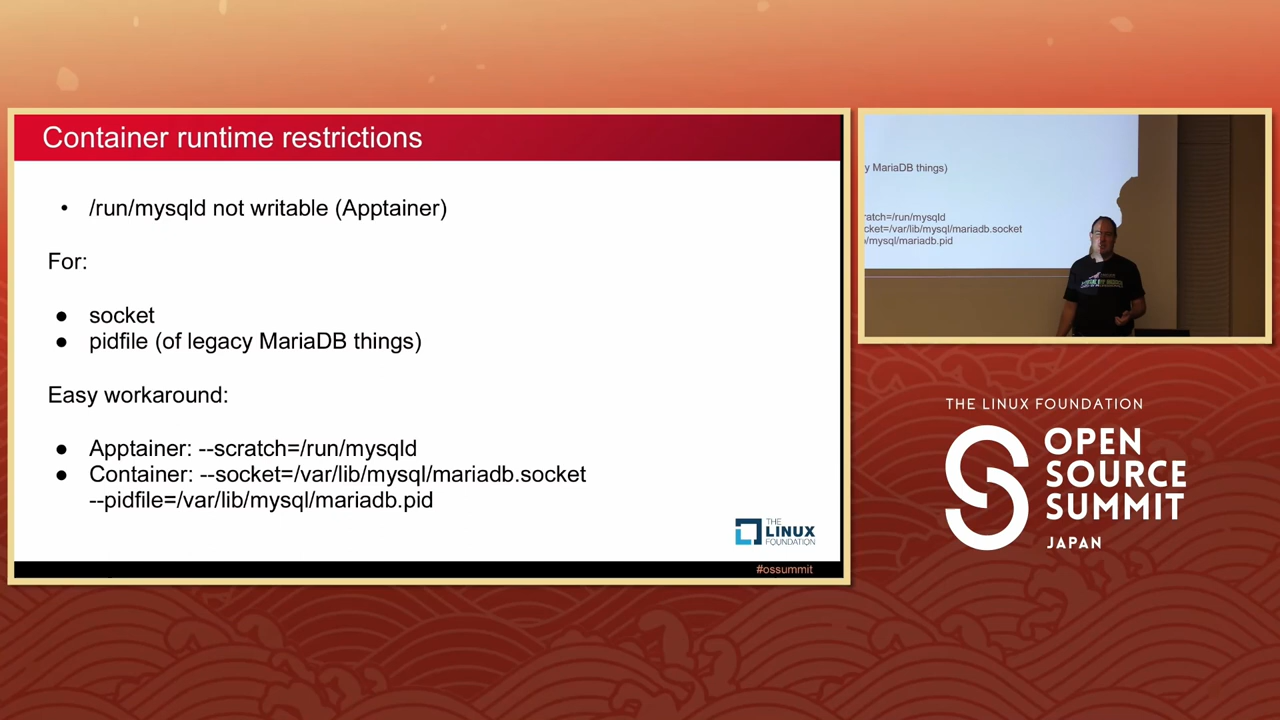 Container runtime restrictions
• /run/mysqld not writable (Apptainer)
For:
● socket
● pidfile (of legacy MariaDB things)
Easy workaround:
● Apptainer: --scratch=/run/mysqld
● Container: --socket=/var/lib/mysql/mariadb.socket
--pidfile=/var/lib/mysql/mariadb.pid
THE
LINUX
FOUNDATION
#ossummit
y MariaDB things)
ratch=/run/mysqld
cket=/var/lib/mysql/mariadb.socket
/mysql/mariadb.pid
THE LINUX FOUNDATION
OPEN
SOURCE
SUMMIT
JAPAN